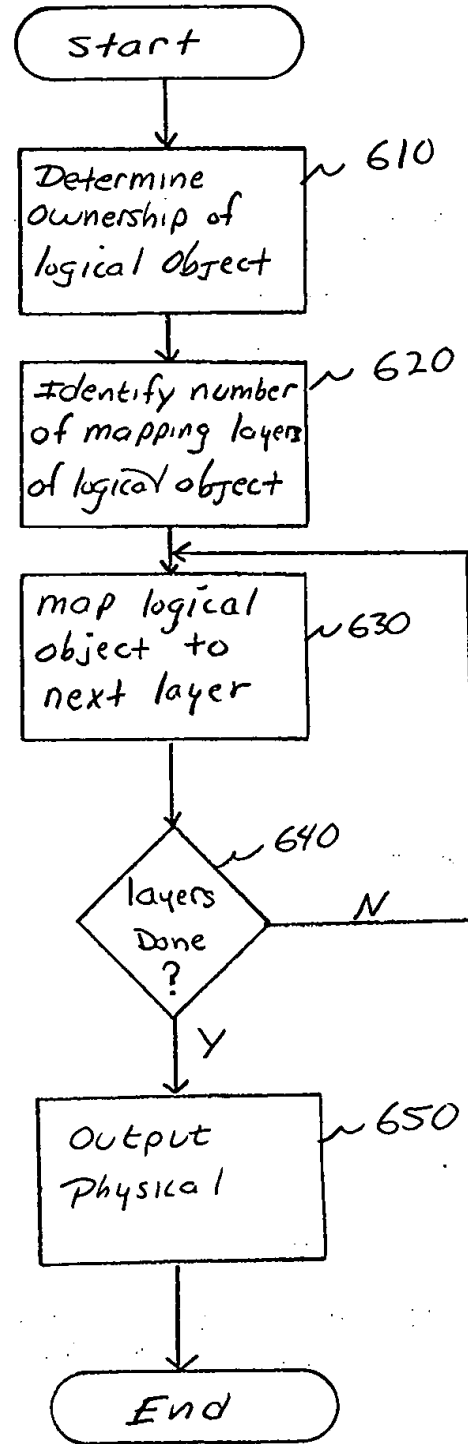 start
610
Determine
ownership of
logical Object
620
Identify number
of mapping layers
of logical object
630
map logical
object to
next layer
640
layers
Done
?
N
Y
650
Output
Physical
End